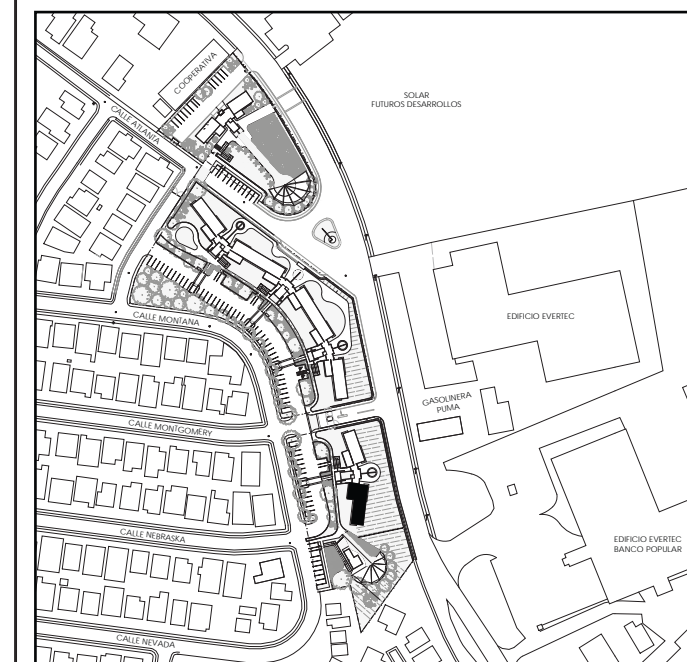 COOPERATIVA
SOLAR
FUTUROS DESARROLLOS
CALLE ATLANTA
EDIFICIO EVERTEC
CALLE MONTANA
GASOLINERA
PUMA
CALLE MONTGOMERY
CALLE NEBRASKA
EDIFICIO EVERTEC
BANCO POPULAR
CALLE NEVADA